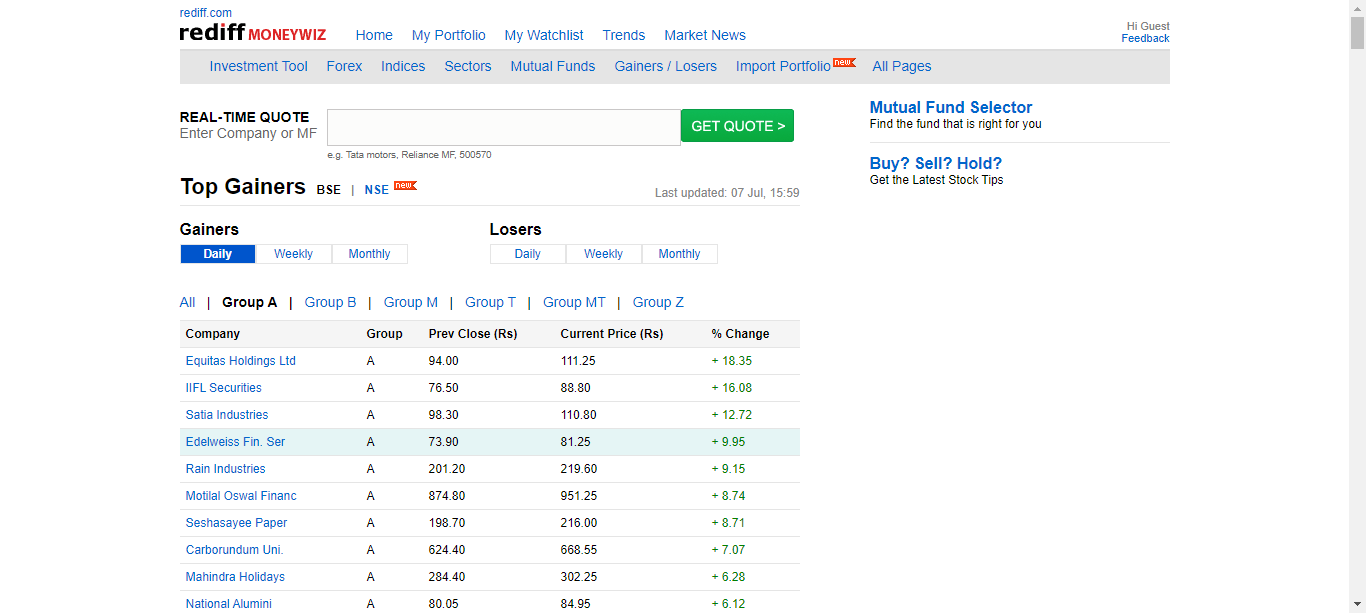 rediff.com
rediff MONEYWIZ
Home My Portfolio My Watchlist Trends Market News
Hi Guest
Feedback
Investment Tool Forex Indices Sectors Mutual Funds Gainers / Losers Import Portfolio new All Pages
REAL-TIME QUOTE
Enter Company or MF
GET QUOTE >
e.g. Tata motors, Reliance MF, 500570
Mutual Fund Selector
Find the fund that is right for you
Buy? Sell? Hold?
Get the Latest Stock Tips
Top Gainers BSE | NSE new
Last updated: 07 Jul, 15:59
Gainers
Daily Weekly Monthly
Losers
Daily Weekly Monthly
All | Group A | Group B | Group M | Group T | Group MT | Group Z
Company Group Prev Close (Rs) Current Price (Rs) % Change
Equitas Holdings Ltd A 94.00 111.25 + 18.35
IIFL Securities A 76.50 88.80 + 16.08
Satia Industries A 98.30 110.80 + 12.72
Edelweiss Fin. Ser A 73.90 81.25 + 9.95
Rain Industries A 201.20 219.60 + 9.15
Motilal Oswal Financ A 874.80 951.25 + 8.74
Seshasayee Paper A 198.70 216.00 + 8.71
Carborundum Uni. A 624.40 668.55 + 7.07
Mahindra Holidays A 284.40 302.25 + 6.28
National Alumini A 80.05 84.95 + 6.12